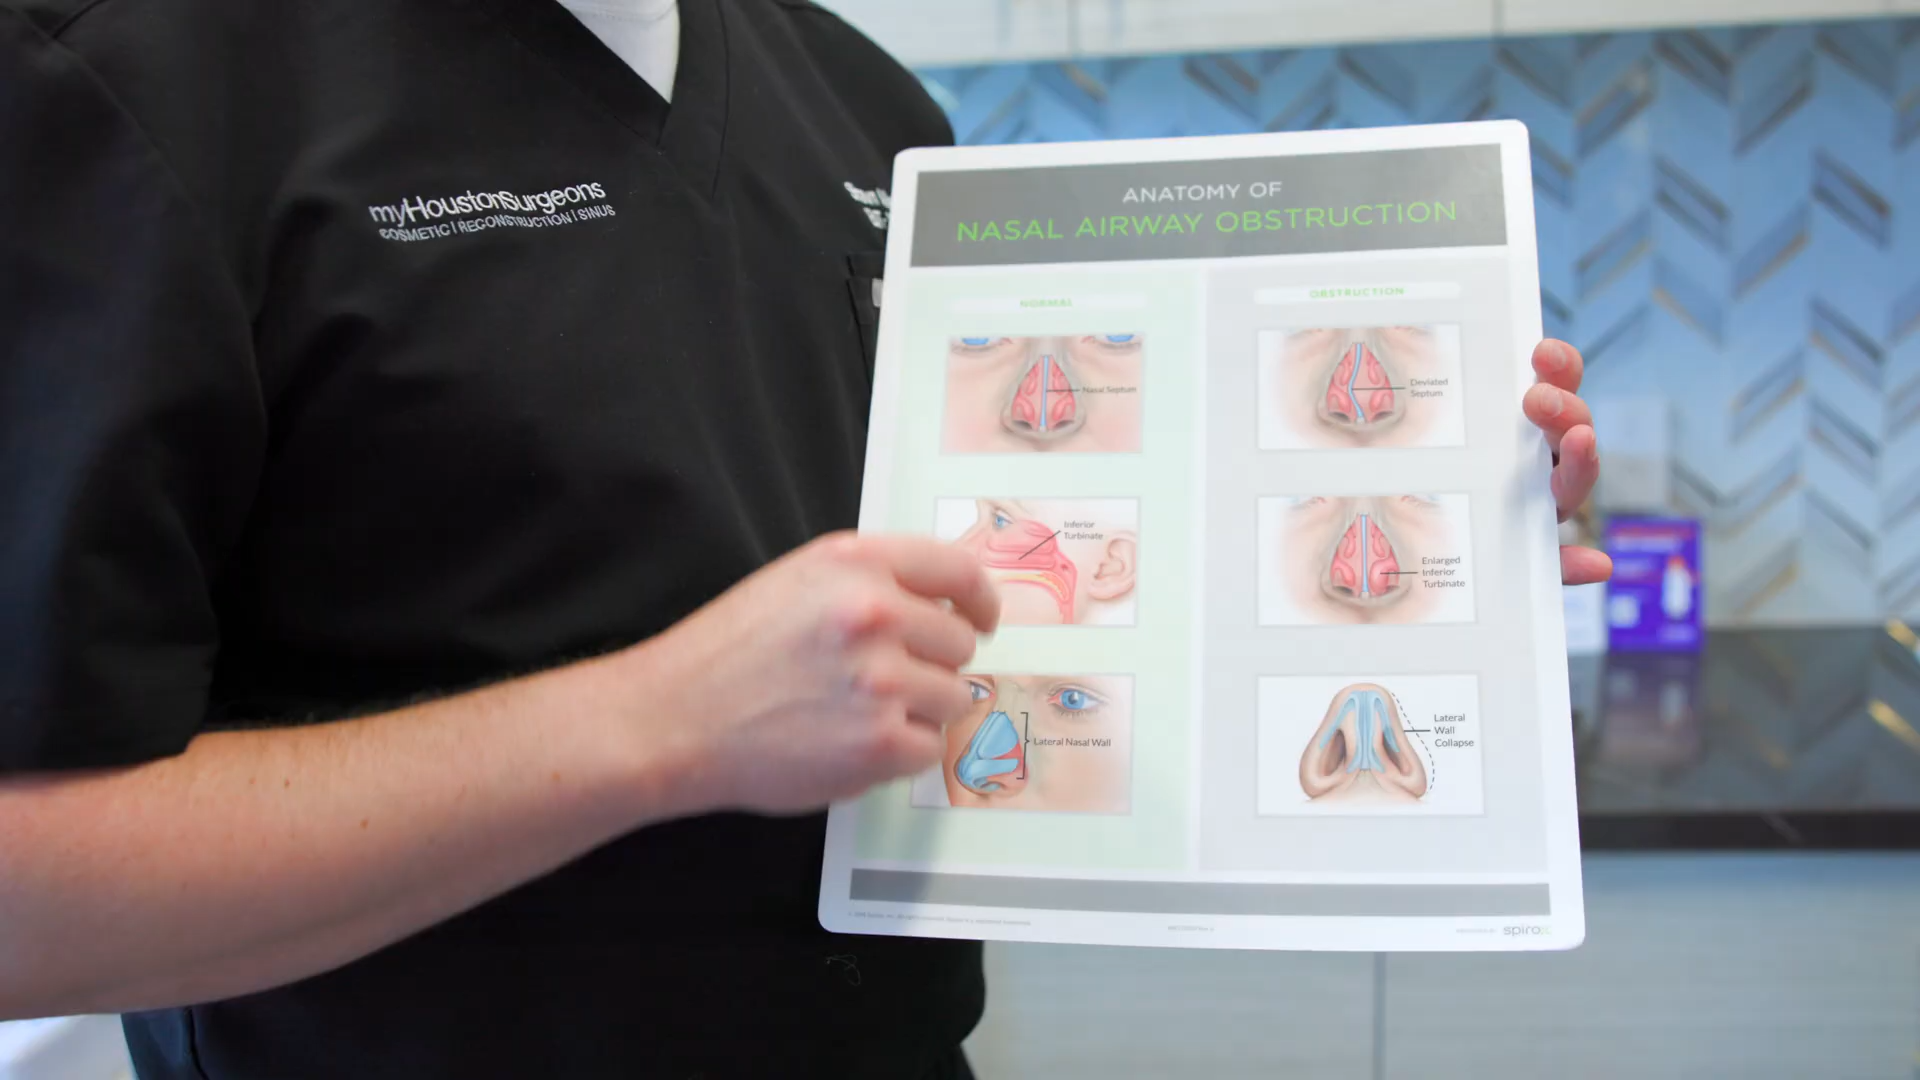 myHoustonSurgeons
COSMETIC | RECONSTRUCTION | SINUS
ANATOMY OF
NASAL AIRWAY OBSTRUCTION
NORMAL
OBSTRUCTION
Nasal Septum
Deviated
Septum
Inferior
Turbinate
Enlarged
Inferior
Turbinate
Lateral Nasal Wall
Lateral
Wall
Collapse
spirox